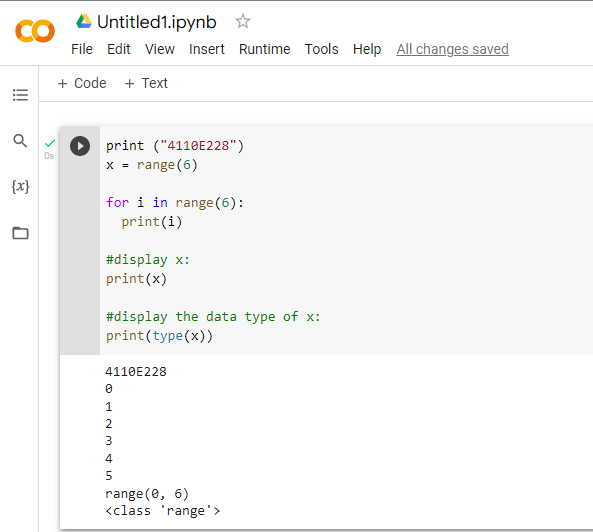 Untitled1.ipynb
File Edit View Insert Runtime Tools Help All changes saved
+ Code + Text
0s
{x}
print ("4110E228")
x = range(6)
for i in range(6):
  print(i)
#display x:
print(x)
#display the data type of x:
print(type(x))
4110E228
0
1
2
3
4
5
range(0, 6)
<class 'range'>